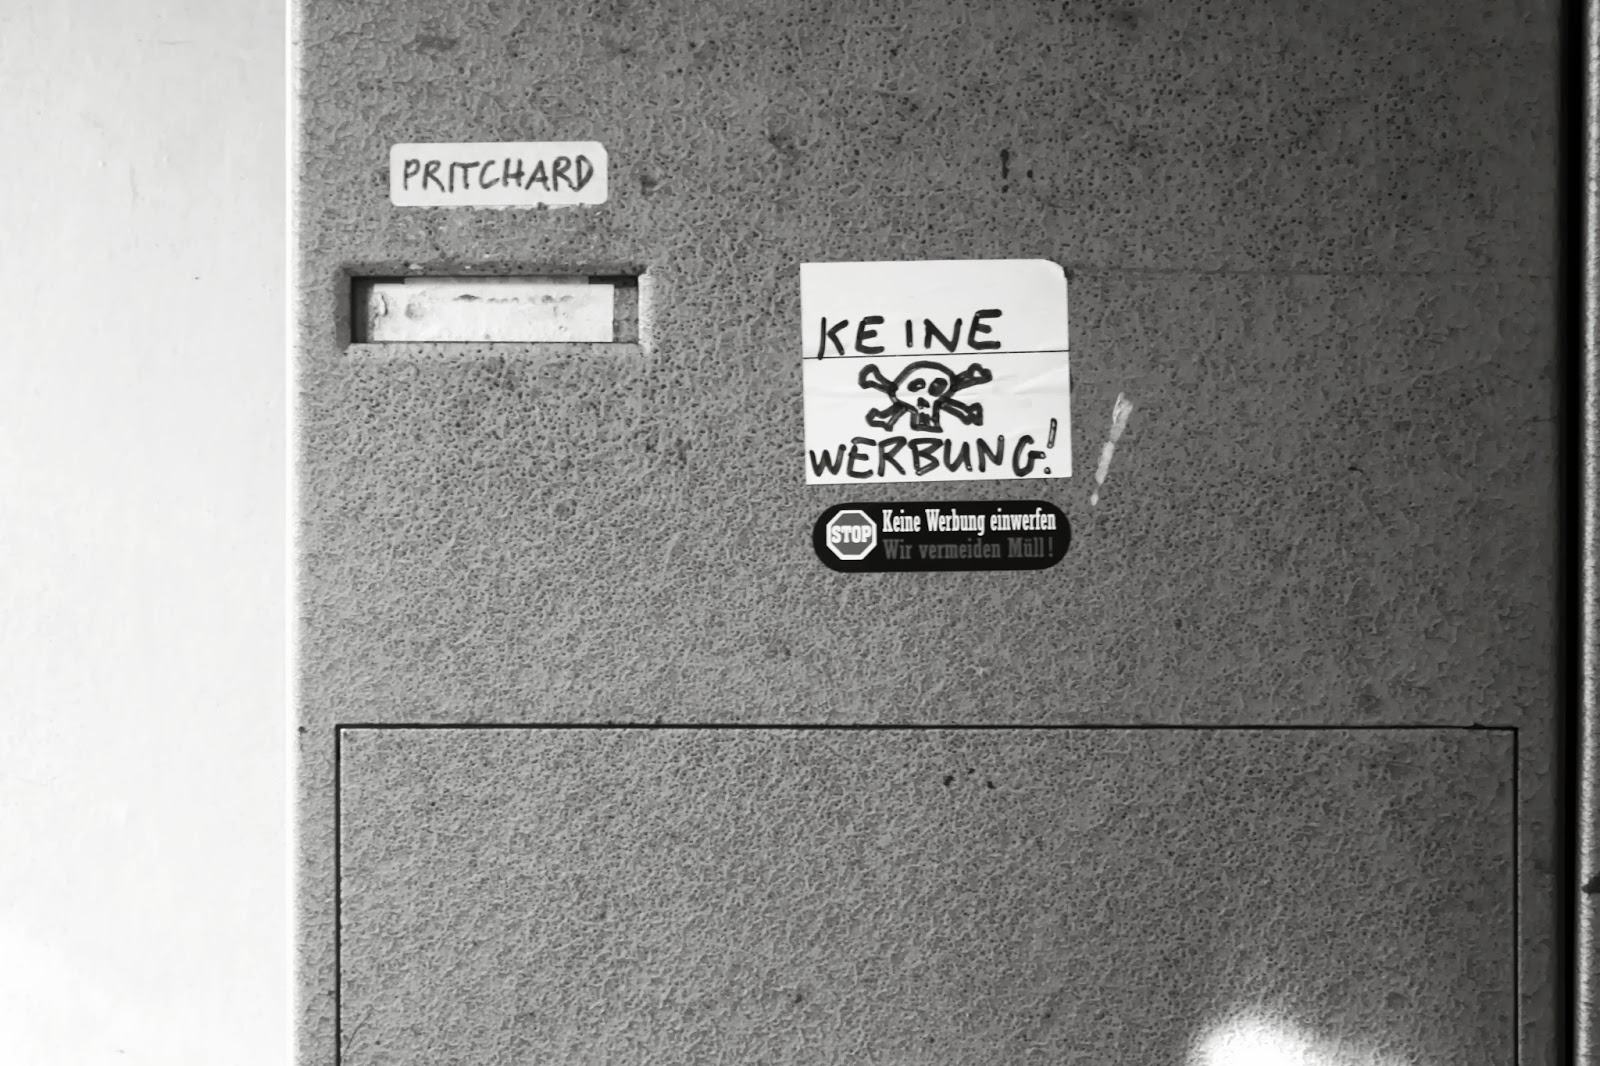 PRITCHARD
KEINE
WERBUNG!
STOP
Keine Werbung einwerfen
Wir vermeiden Müll!